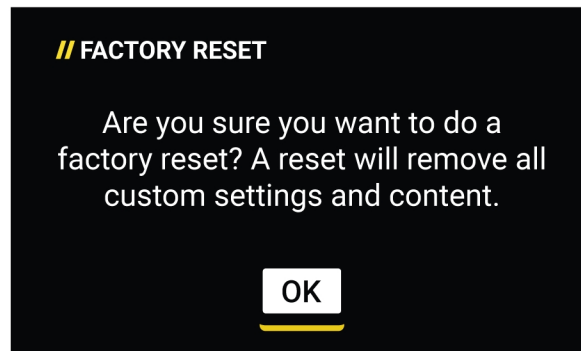 // FACTORY RESET
Are you sure you want to do a
factory reset? A reset will remove all
custom settings and content.
OK